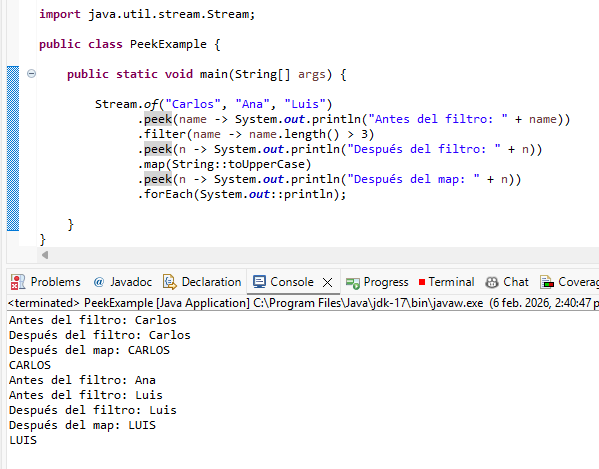 import java.util.stream.Stream;
public class PeekExample {
public static void main(String[] args) {
Stream.of("Carlos", "Ana", "Luis")
.peek(name -> System.out.println("Antes del filtro: " + name))
.filter(name -> name.length() > 3)
.peek(n -> System.out.println("Después del filtro: " + n))
.map(String::toUpperCase)
.peek(n -> System.out.println("Después del map: " + n))
.forEach(System.out::println);
}
}
Problems @ Javadoc Declaration Console Progress Terminal Chat Coverag
<terminated> PeekExample [Java Application] C:\Program Files\Java\jdk-17\bin\javaw.exe (6 feb. 2026, 2:40:47 p
Antes del filtro: Carlos
Después del filtro: Carlos
Después del map: CARLOS
CARLOS
Antes del filtro: Ana
Antes del filtro: Luis
Después del filtro: Luis
Después del map: LUIS
LUIS